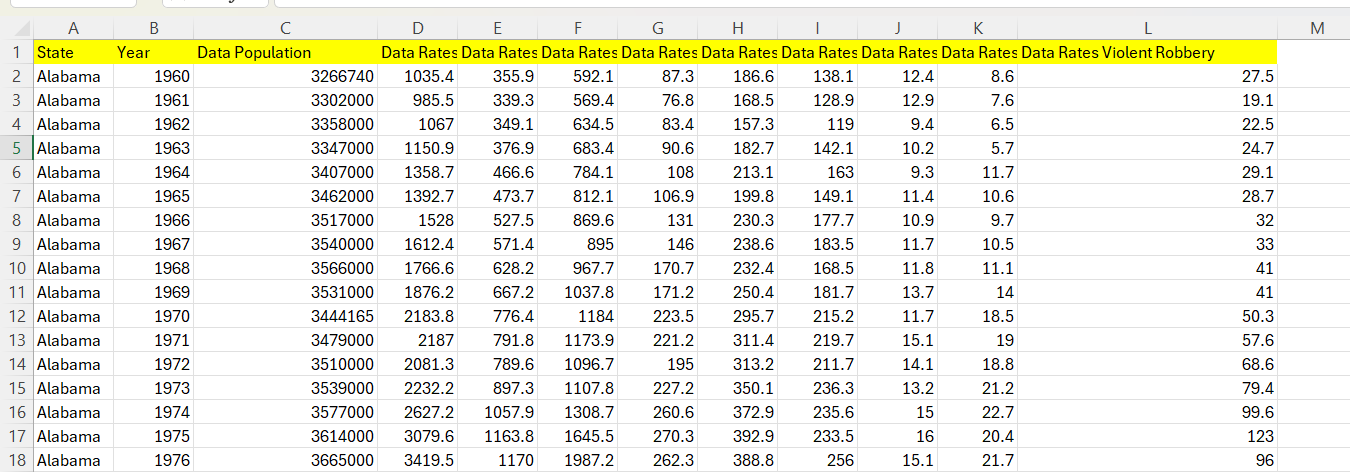 A B C D E F G H I J K L M
1 State Year Data Population Data Rates Data Rates Data Rates Data Rates Data Rates Data Rates Data Rates Data Rates Data Rates Violent Robbery
2 Alabama 1960 3266740 1035.4 355.9 592.1 87.3 186.6 138.1 12.4 8.6 27.5
3 Alabama 1961 3302000 985.5 339.3 569.4 76.8 168.5 128.9 12.9 7.6 19.1
4 Alabama 1962 3358000 1067 349.1 634.5 83.4 157.3 119 9.4 6.5 22.5
5 Alabama 1963 3347000 1150.9 376.9 683.4 90.6 182.7 142.1 10.2 5.7 24.7
6 Alabama 1964 3407000 1358.7 466.6 784.1 108 213.1 163 9.3 11.7 29.1
7 Alabama 1965 3462000 1392.7 473.7 812.1 106.9 199.8 149.1 11.4 10.6 28.7
8 Alabama 1966 3517000 1528 527.5 869.6 131 230.3 177.7 10.9 9.7 32
9 Alabama 1967 3540000 1612.4 571.4 895 146 238.6 183.5 11.7 10.5 33
10 Alabama 1968 3566000 1766.6 628.2 967.7 170.7 232.4 168.5 11.8 11.1 41
11 Alabama 1969 3531000 1876.2 667.2 1037.8 171.2 250.4 181.7 13.7 14 41
12 Alabama 1970 3444165 2183.8 776.4 1184 223.5 295.7 215.2 11.7 18.5 50.3
13 Alabama 1971 3479000 2187 791.8 1173.9 221.2 311.4 219.7 15.1 19 57.6
14 Alabama 1972 3510000 2081.3 789.6 1096.7 195 313.2 211.7 14.1 18.8 68.6
15 Alabama 1973 3539000 2232.2 897.3 1107.8 227.2 350.1 236.3 13.2 21.2 79.4
16 Alabama 1974 3577000 2627.2 1057.9 1308.7 260.6 372.9 235.6 15 22.7 99.6
17 Alabama 1975 3614000 3079.6 1163.8 1645.5 270.3 392.9 233.5 16 20.4 123
18 Alabama 1976 3665000 3419.5 1170 1987.2 262.3 388.8 256 15.1 21.7 96